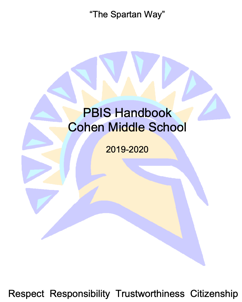 “The Spartan Way”
PBIS Handbook
Cohen Middle School
2019-2020
Respect  Responsibility  Trustworthiness  Citizenship